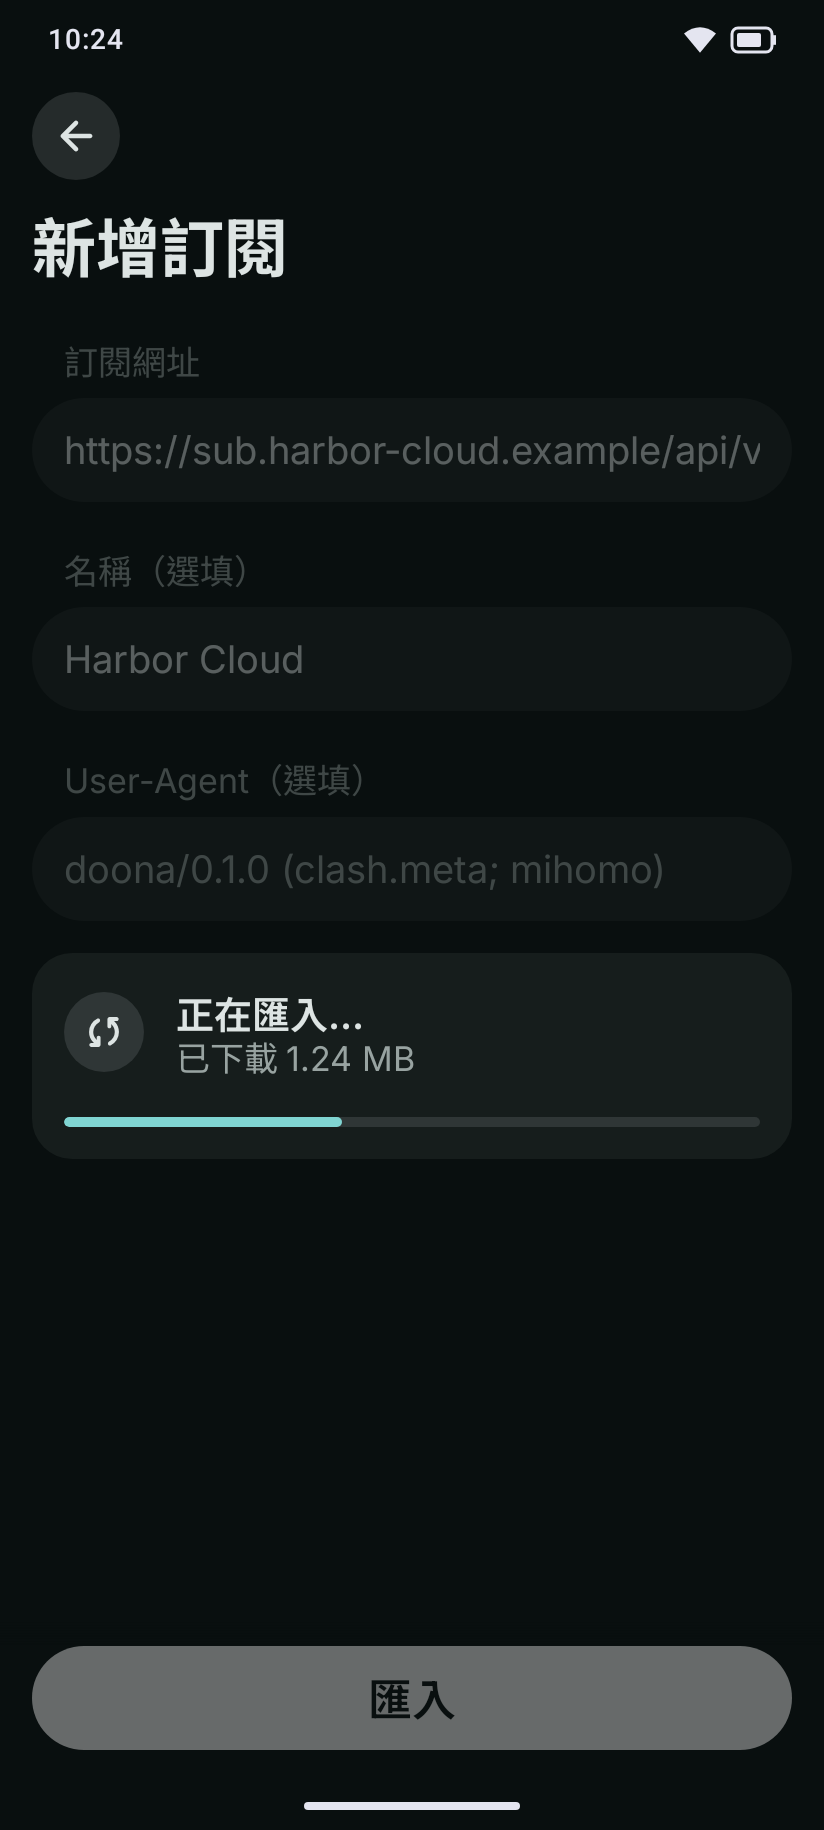 10:24
新增訂閱
訂閱網址
https://sub.harbor-cloud.example/api/v
名稱（選填）
Harbor Cloud
User-Agent（選填）
doona/0.1.0 (clash.meta; mihomo)
正在匯入...
已下載 1.24 MB
匯入